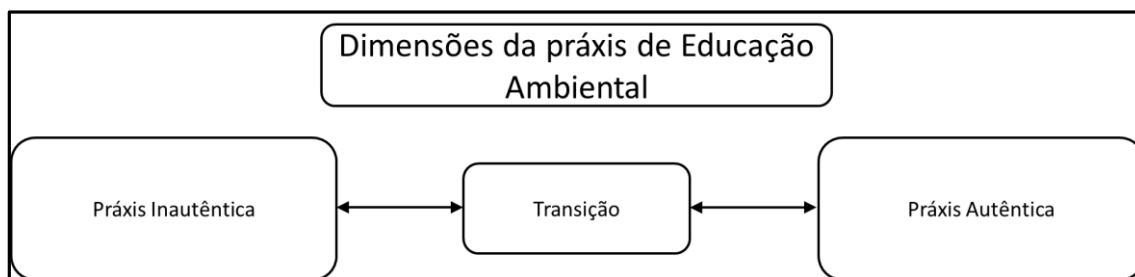 Dimensões da práxis de Educação
Ambiental
Práxis Inautêntica
Transição
Práxis Autêntica